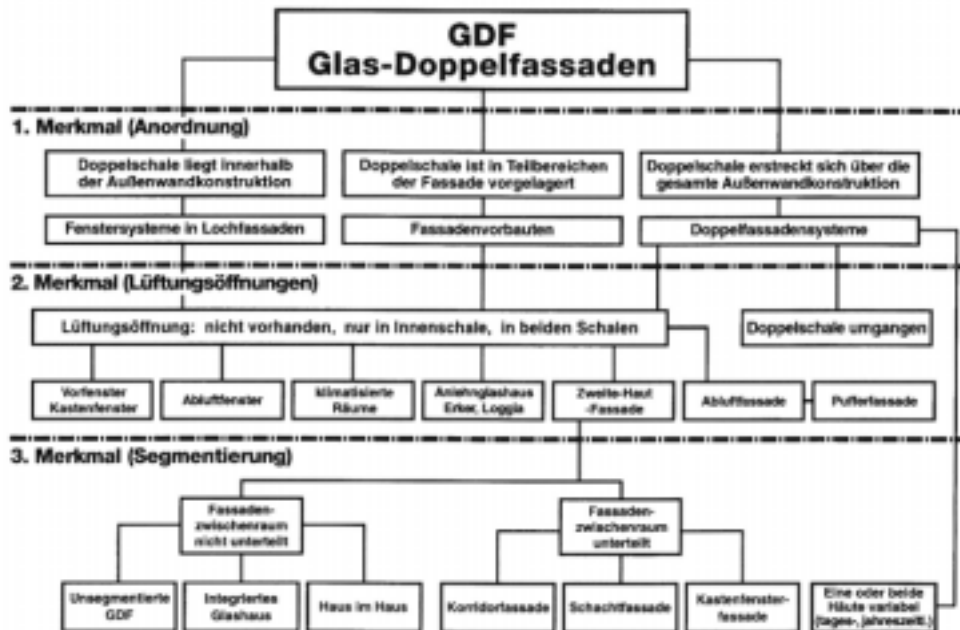 GDF
Glas-Doppelfassaden
1. Merkmal (Anordnung)
Doppelschale liegt innerhalb
der Außenwandkonstruktion
Doppelschale ist in Teilbereichen
der Fassade vorgelagert
Doppelschale erstreckt sich über die
gesamte Außenwandkonstruktion
Fenstersysteme in Lochfassaden
Fassadenvorbauten
Doppelfassadensysteme
2. Merkmal (Lüftungsöffnungen)
Lüftungsöffnung: nicht vorhanden, nur in Innenschale, in beiden Schalen
Doppelschale umgangen
Vorfenster
Kastenfenster
Abluftfenster
klimatisierte
Räume
Anlehnglashaus
Erker, Loggia
Zweite-Haut
-Fassade
Abluftfassade
Pufferfassade
3. Merkmal (Segmentierung)
Fassaden-
zwischenraum
nicht unterteilt
Fassaden-
zwischenraum
unterteilt
Unsegmentierte
GDF
Integriertes
Glashaus
Haus im Haus
Korridorfassade
Schachtfassade
Kastenfenster-
fassade
Eine oder beide
Häute variabel
(tages-, jahreszeitl.)